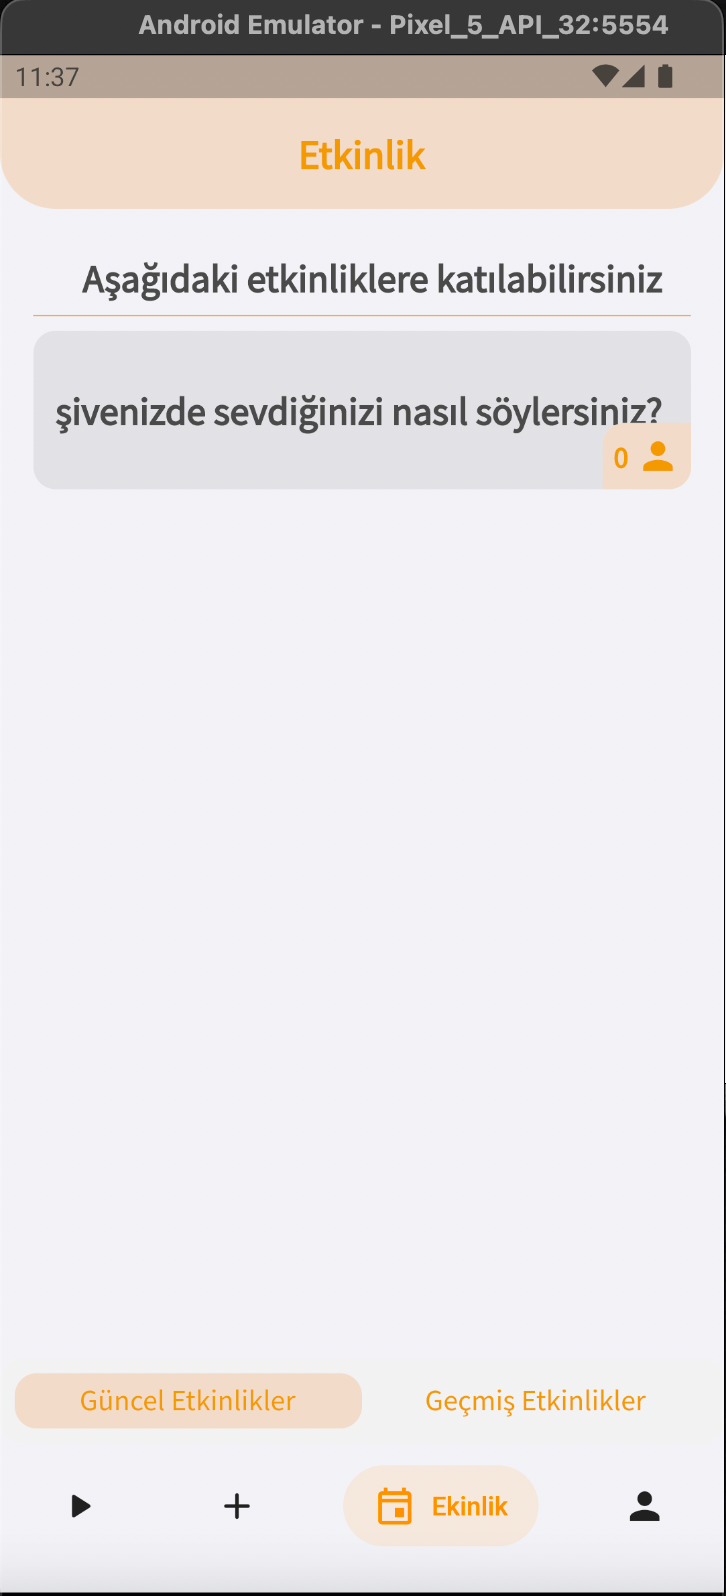 Android Emulator - Pixel_5_API_32:5554
11:37
Etkinlik
Aşağıdaki etkinliklere katılabilirsiniz
şivenizde sevdiğinizi nasıl söylersiniz?
0
Güncel Etkinlikler
Geçmiş Etkinlikler
Ekinlik